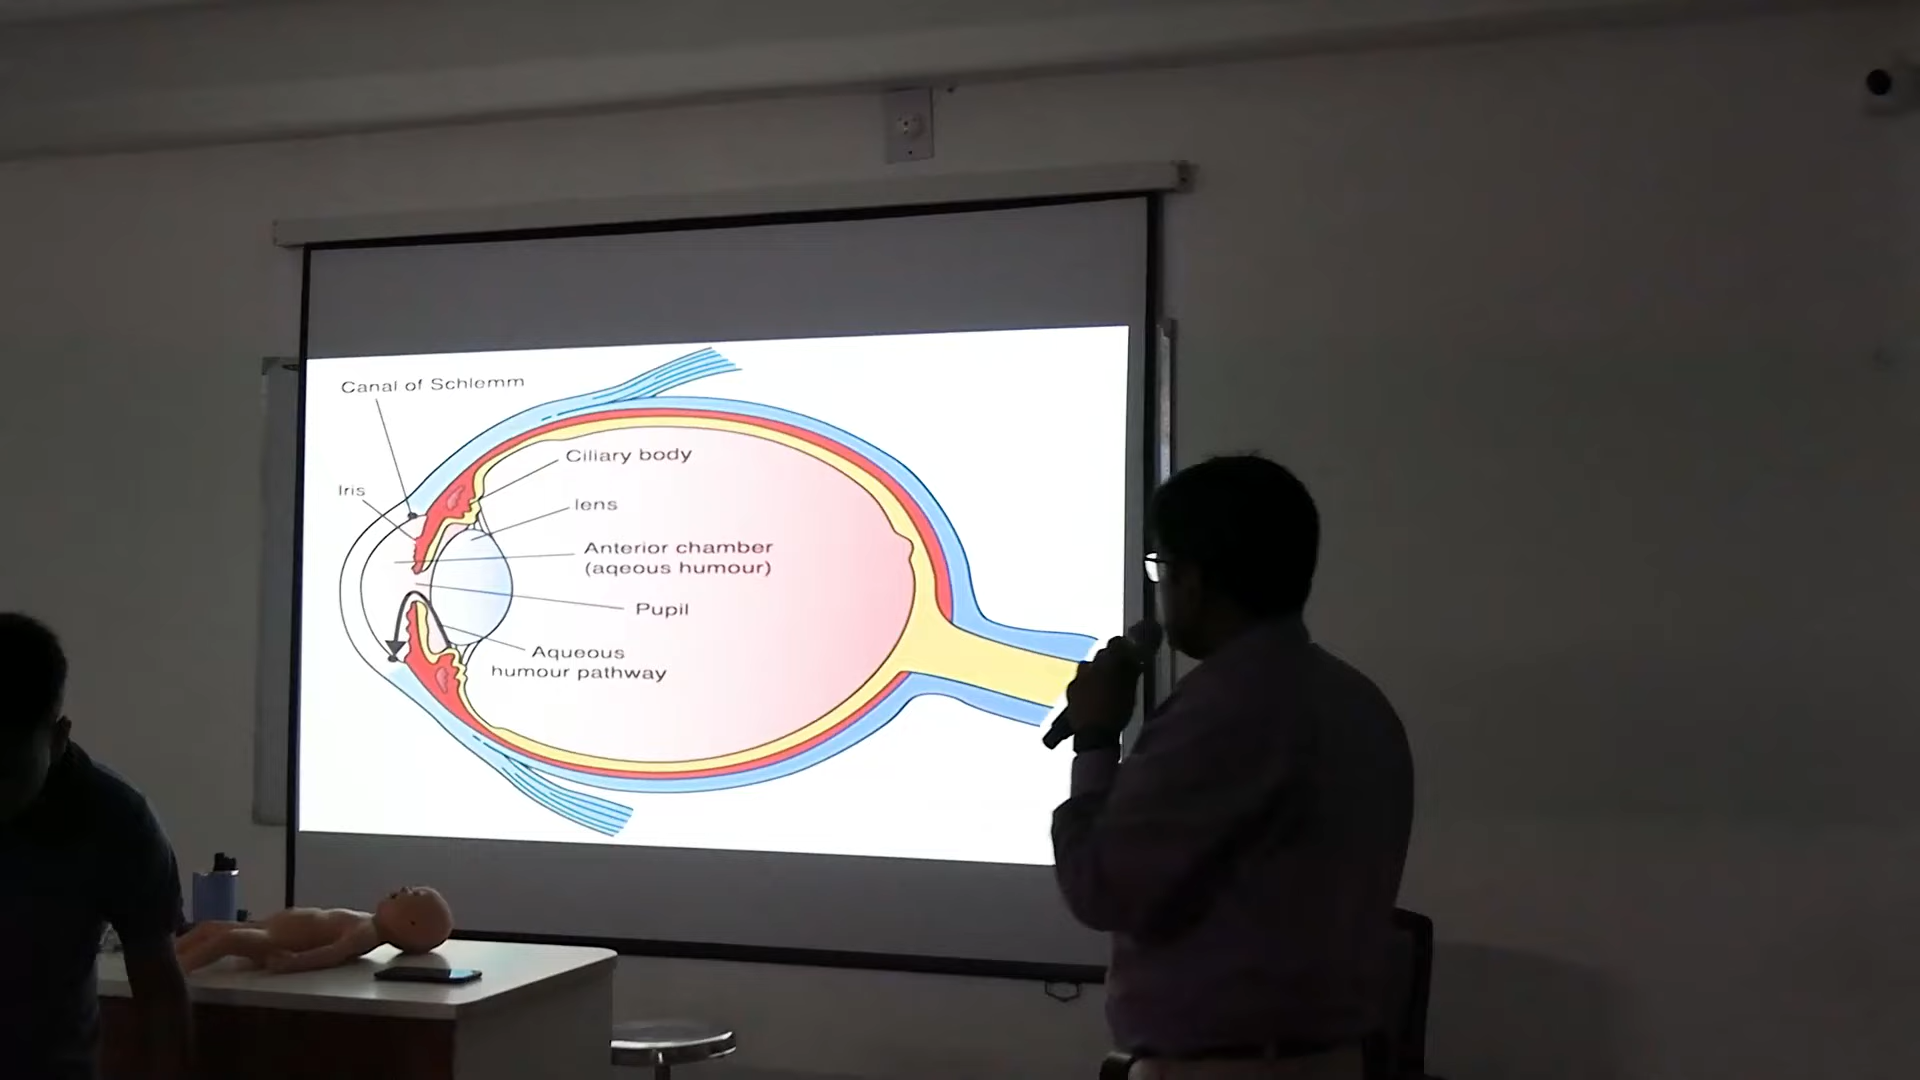 Canal of Schlemm
Ciliary body
Iris
lens
Anterior chamber
(aqeous humour)
Pupil
Aqueous
humour pathway